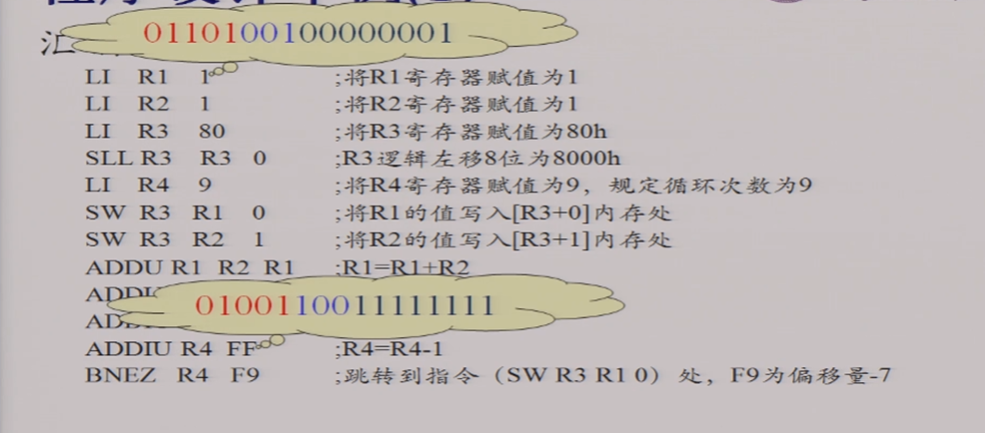 0110100100000001
汇
LI R1 1 ;将R1寄存器赋值为1
LI R2 1 ;将R2寄存器赋值为1
LI R3 80 ;将R3寄存器赋值为80h
SLL R3 R3 0 ;R3逻辑左移8位为8000h
LI R4 9 ;将R4寄存器赋值为9，规定循环次数为9
SW R3 R1 0 ;将R1的值写入[R3+0]内存处
SW R3 R2 1 ;将R2的值写入[R3+1]内存处
ADDU R1 R2 R1 ;R1=R1+R2
0100110011111111
ADDIU R4 FF ;R4=R4-1
BNEZ R4 F9 ;跳转到指令（SW R3 R1 0）处，F9为偏移量-7